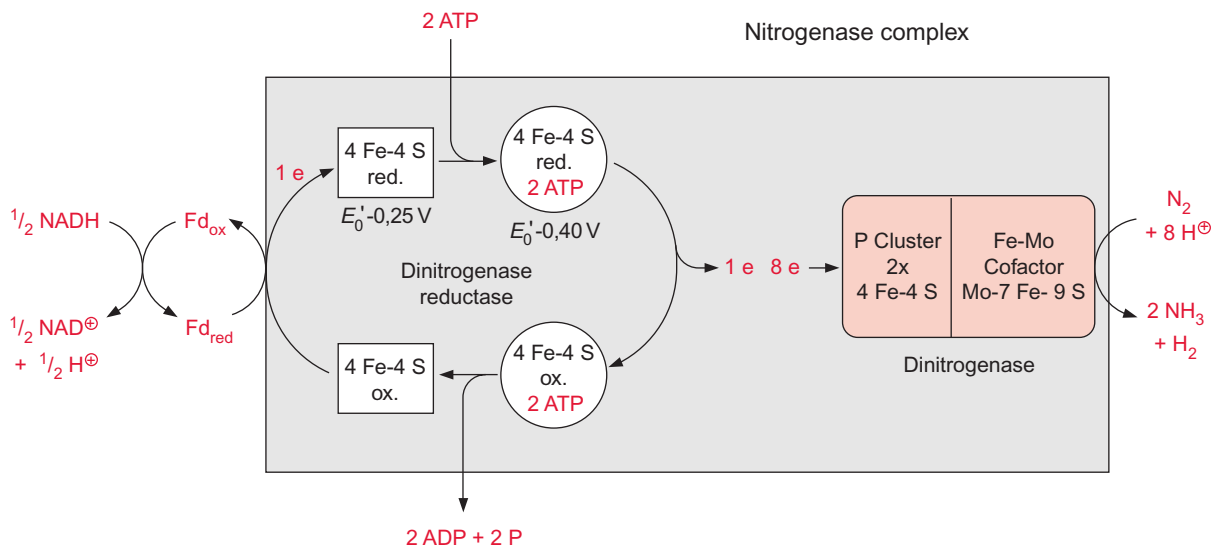 2 ATP
Nitrogenase complex
4 Fe-4 S
red.
E₀'-0,25 V
4 Fe-4 S
red.
2 ATP
E₀'-0,40 V
1 e
½ NADH
Fdox
Fdred
½ NAD⊕
+ ½ H⊕
Dinitrogenase
reductase
1 e 8 e
P Cluster
2x
4 Fe-4 S
Fe-Mo
Cofactor
Mo-7 Fe- 9 S
Dinitrogenase
N₂
+ 8 H⊕
2 NH₃
+ H₂
4 Fe-4 S
ox.
4 Fe-4 S
ox.
2 ATP
2 ADP + 2 P